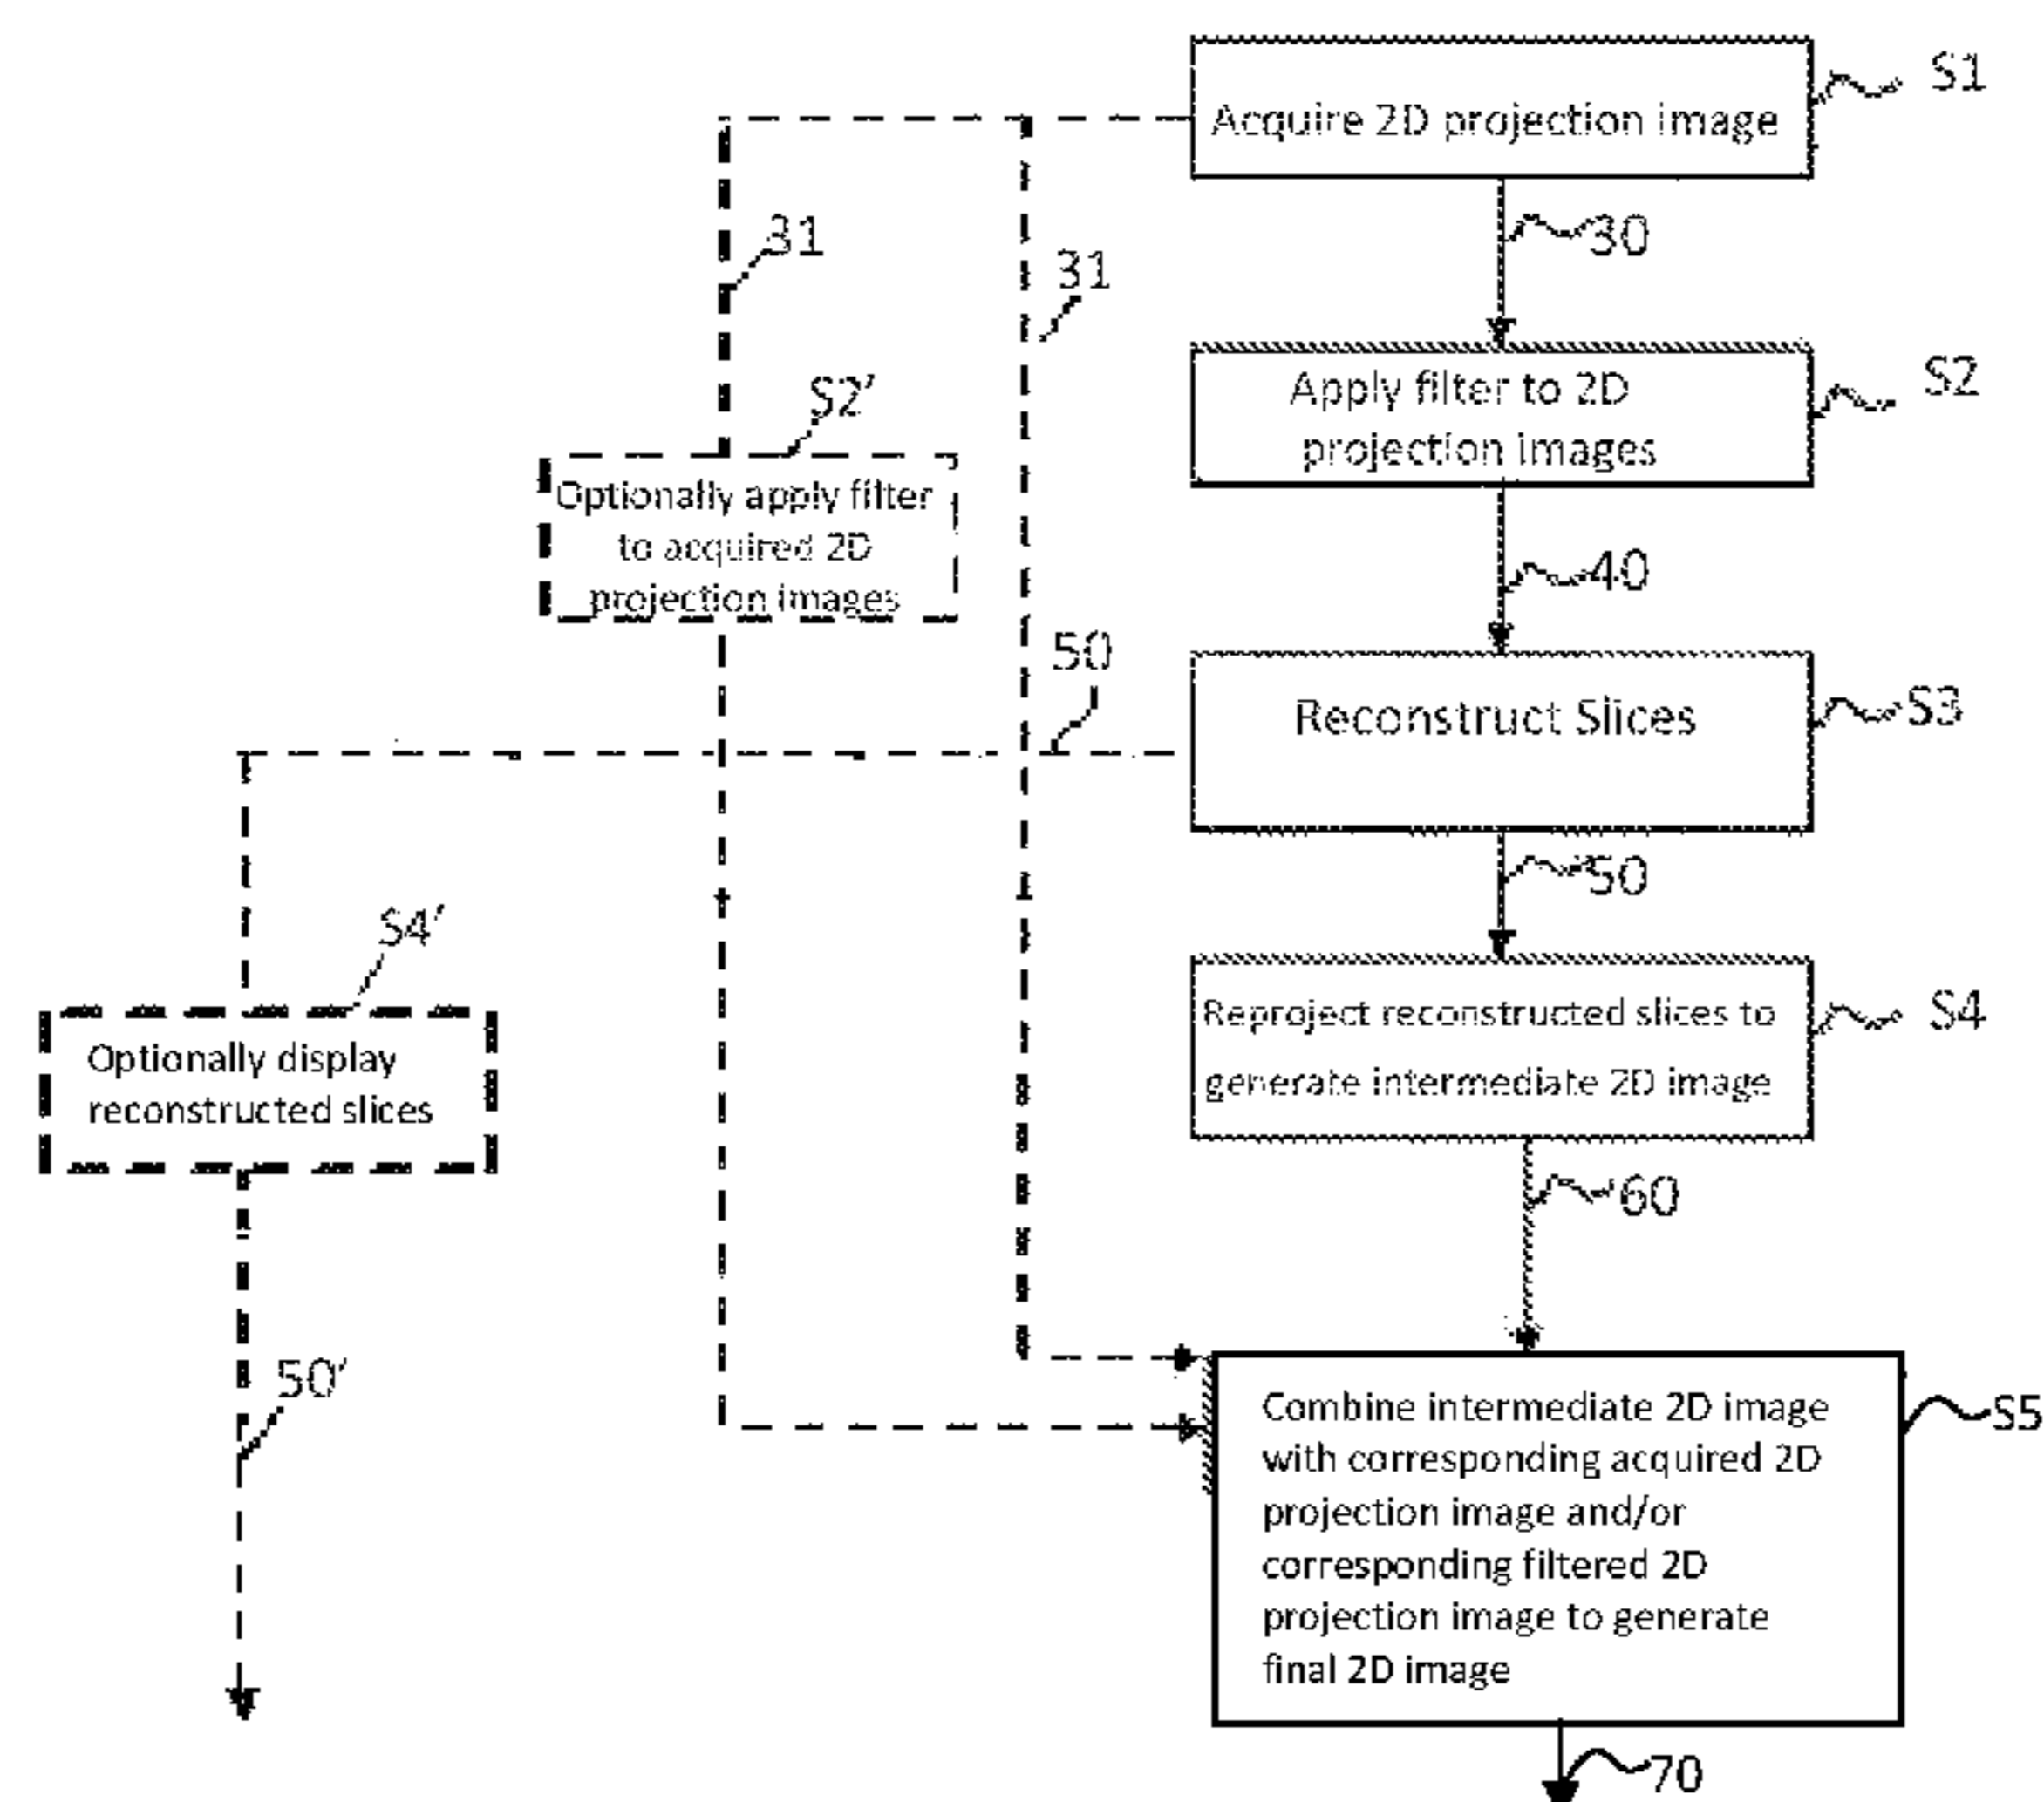 S1
Acquire 2D projection image
30
31
31
S2
Apply filter to 2D
projection images
S2'
Optionally apply filter
to acquired 2D
projection images
40
50
S3
Reconstruct Slices
50
S4'
Optionally display
reconstructed slices
S4
Reproject reconstructed slices to
generate intermediate 2D image
60
50'
S5
Combine intermediate 2D image
with corresponding acquired 2D
projection image and/or
corresponding filtered 2D
projection image to generate
final 2D image
70